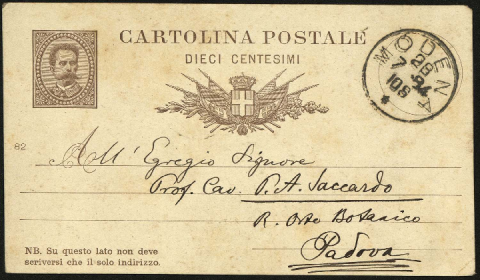 CARTOLINA POSTALE
DIECI CENTESIMI
MODENA
82
All' Egregio Signore
Prof. Cav. P. A. Saccardo
R. Orto Botanico
Padova
NB. Su questo lato non deve
scriversi che il solo indirizzo.